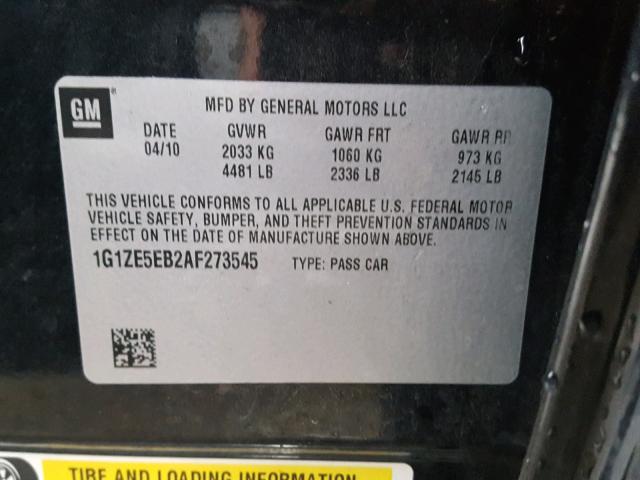 GM
MFD BY GENERAL MOTORS LLC
DATE GVWR GAWR FRT GAWR RR
04/10 2033 KG 1060 KG 973 KG
4481 LB 2336 LB 2145 LB
THIS VEHICLE CONFORMS TO ALL APPLICABLE U.S. FEDERAL MOTOR
VEHICLE SAFETY, BUMPER, AND THEFT PREVENTION STANDARDS IN
EFFECT ON THE DATE OF MANUFACTURE SHOWN ABOVE.
1G1ZE5EB2AF273545 TYPE: PASS CAR
TIRE AND LOADING INFORMATION